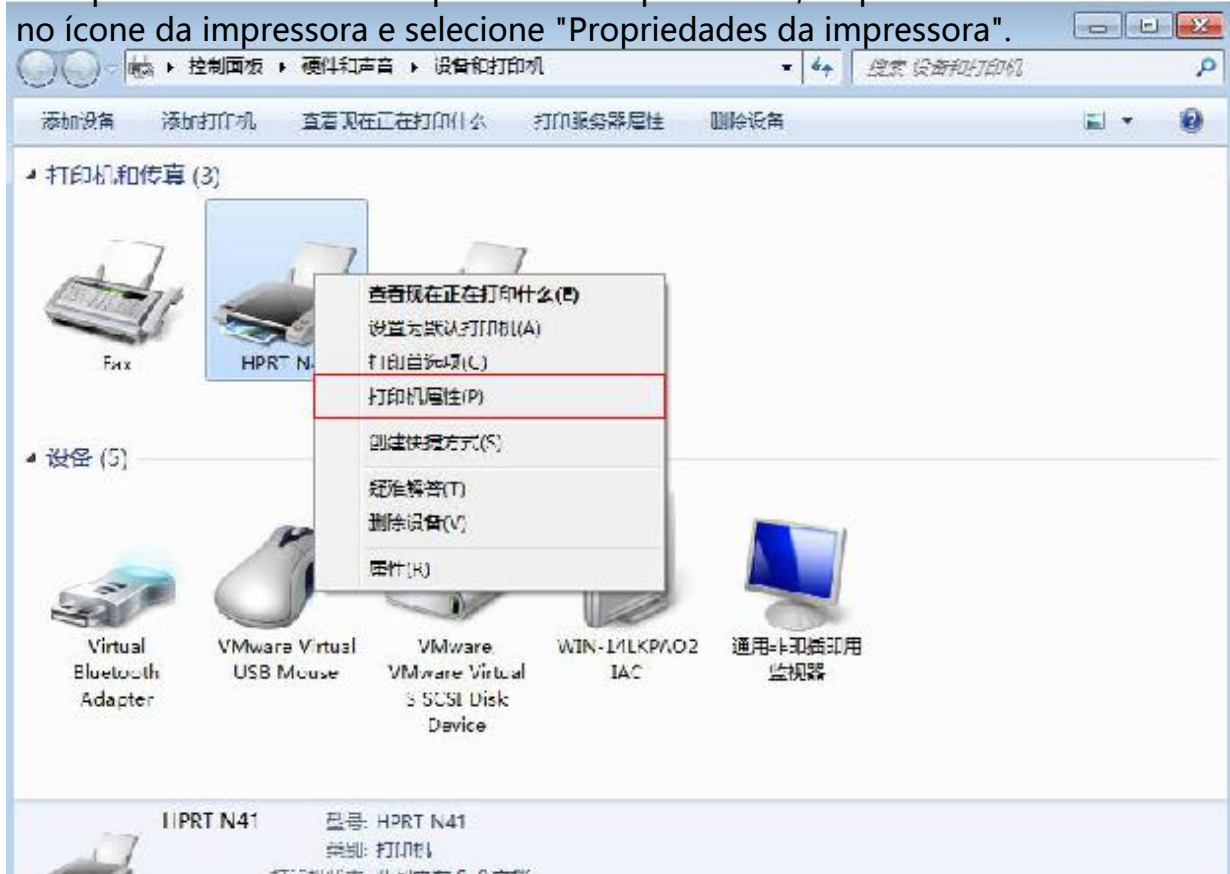 no ícone da impressora e selecione "Propriedades da impressora".
控制面板 ▸ 硬件和声音 ▸ 设备和打印机
搜索 设备和打印机
添加设备 添加打印机 查看现在正在打印什么 打印服务器属性 删除设备
打印机和传真 (3)
查看现在正在打印什么(E)
设置为默认打印机(A)
打印首选项(G)
打印机属性(P)
创建快捷方式(S)
疑难解答(T)
删除设备(V)
属性(R)
Fax
HPRT N
设备 (5)
Virtual Bluetooth Adapter
VMware Virtual USB Mouse
VMware, VMware Virtual S SCSI Disk Device
IAC
通用非即插即用
监视器
HPRT N41
型号: HPRT N41
类别: 打印机